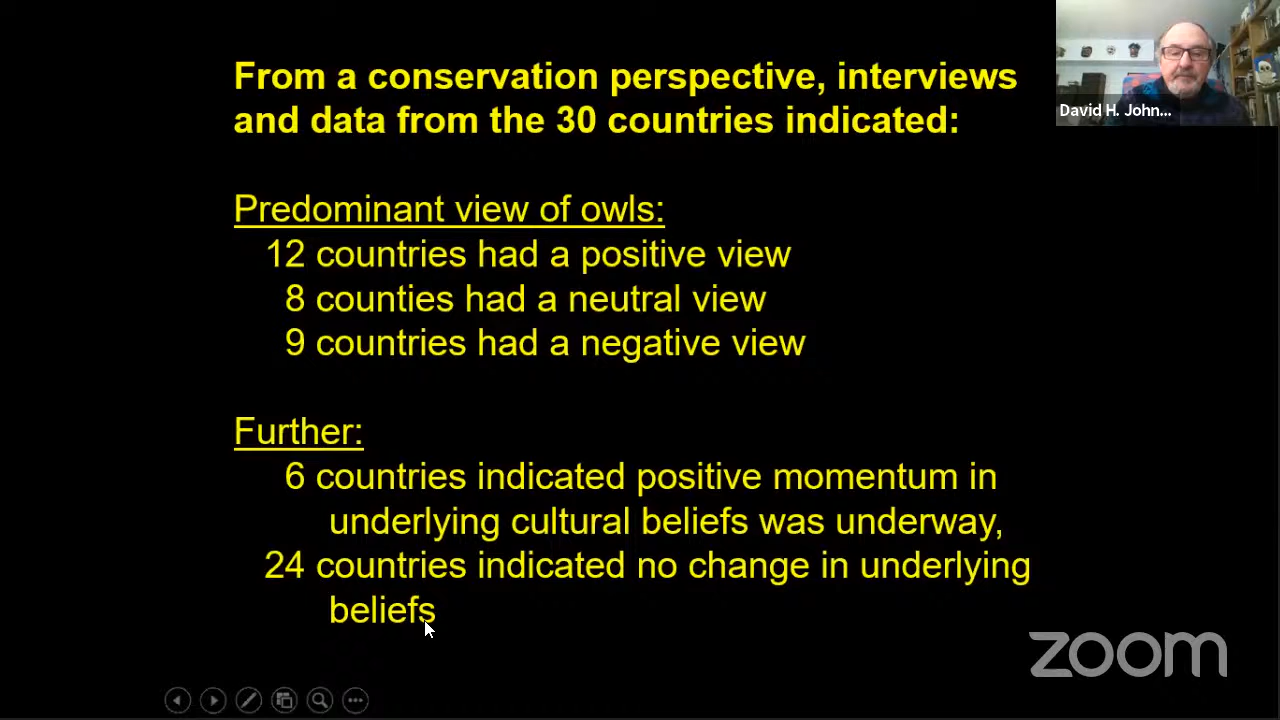 From a conservation perspective, interviews
and data from the 30 countries indicated:
Predominant view of owls:
12 countries had a positive view
8 counties had a neutral view
9 countries had a negative view
Further:
6 countries indicated positive momentum in
underlying cultural beliefs was underway,
24 countries indicated no change in underlying
beliefs
David H. John...
zoom